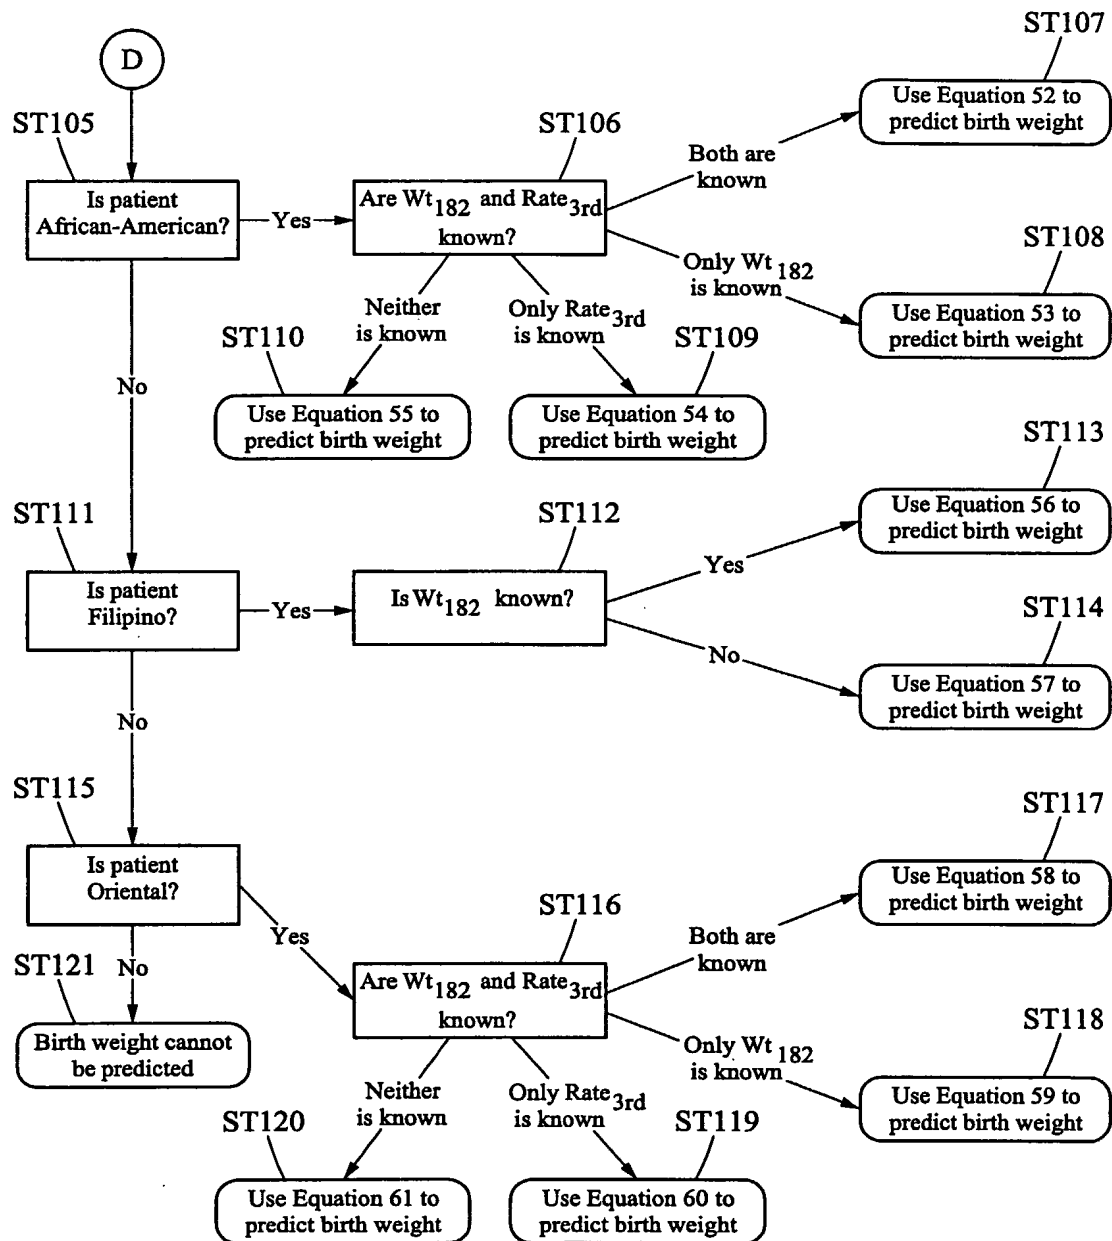 D
ST105
Is patient
African-American?
Yes
ST106
Are Wt182 and Rate3rd
known?
Both are
known
ST107
Use Equation 52 to
predict birth weight
Only Wt182
is known
ST108
Use Equation 53 to
predict birth weight
Neither
is known
ST110
Use Equation 55 to
predict birth weight
Only Rate3rd
is known
ST109
Use Equation 54 to
predict birth weight
No
ST111
Is patient
Filipino?
Yes
ST112
Is Wt182 known?
Yes
ST113
Use Equation 56 to
predict birth weight
No
ST114
Use Equation 57 to
predict birth weight
No
ST115
Is patient
Oriental?
Yes
ST116
Are Wt182 and Rate3rd
known?
Both are
known
ST117
Use Equation 58 to
predict birth weight
Only Wt182
is known
ST118
Use Equation 59 to
predict birth weight
No
ST121
Birth weight cannot
be predicted
Neither
is known
ST120
Use Equation 61 to
predict birth weight
Only Rate3rd
is known
ST119
Use Equation 60 to
predict birth weight